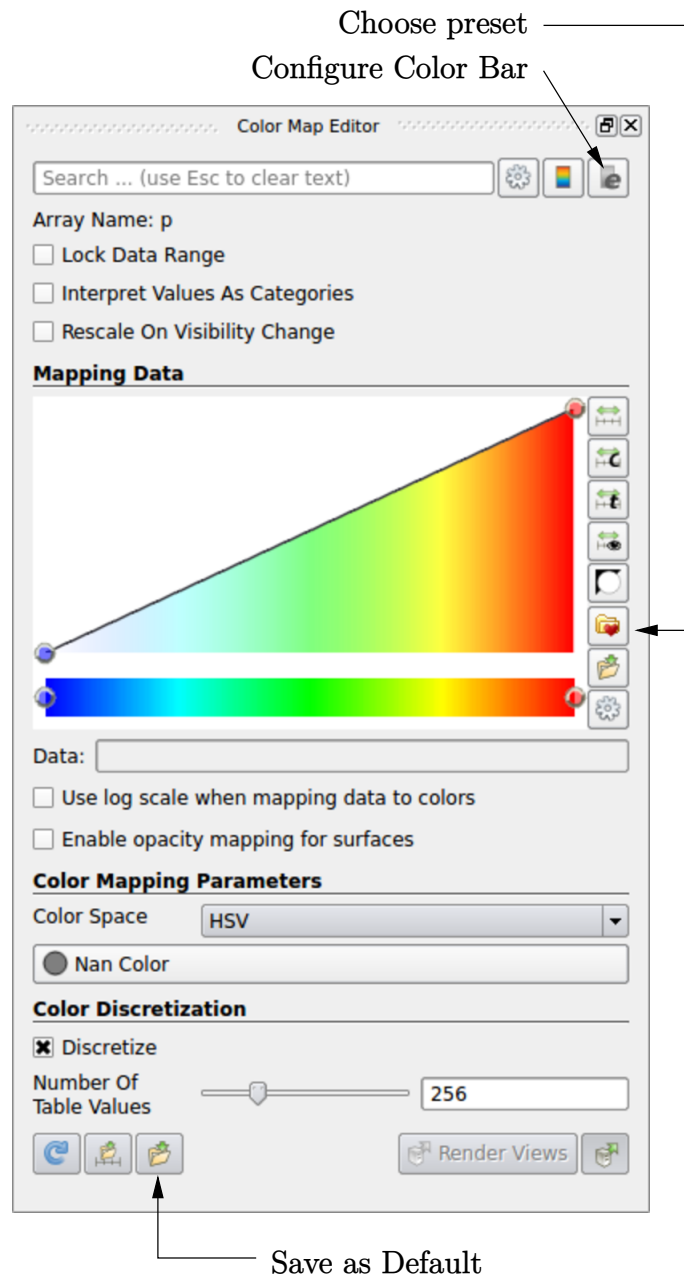 Choose preset
Configure Color Bar
Color Map Editor
Search ... (use Esc to clear text)
e
Array Name: p
Lock Data Range
Interpret Values As Categories
Rescale On Visibility Change
Mapping Data
c
t
Data:
Use log scale when mapping data to colors
Enable opacity mapping for surfaces
Color Mapping Parameters
Color Space HSV
Nan Color
Color Discretization
Discretize
Number Of
Table Values 256
Render Views
Save as Default